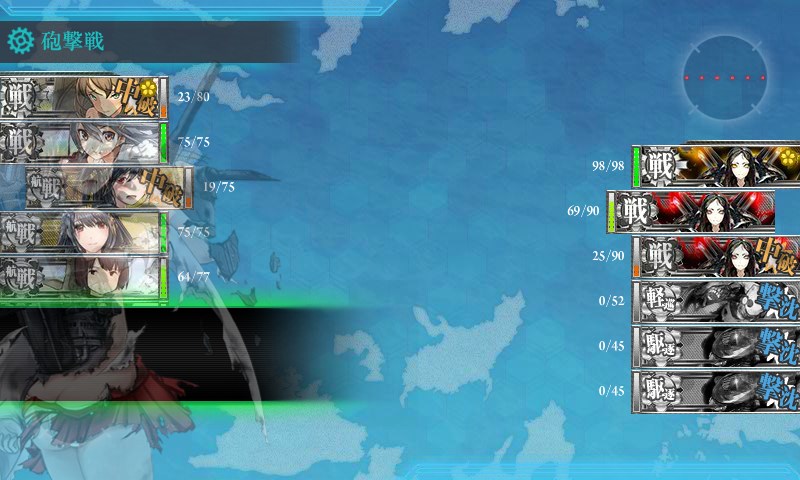 砲撃戦
戦 中破 23/80
戦 75/75
航戦 中破 19/75
航戦 75/75
航戦 64/77
98/98 戦
69/90 戦
25/90 戦 中破
0/52 軽巡 撃沈
0/45 駆逐 撃沈
0/45 駆逐 撃沈